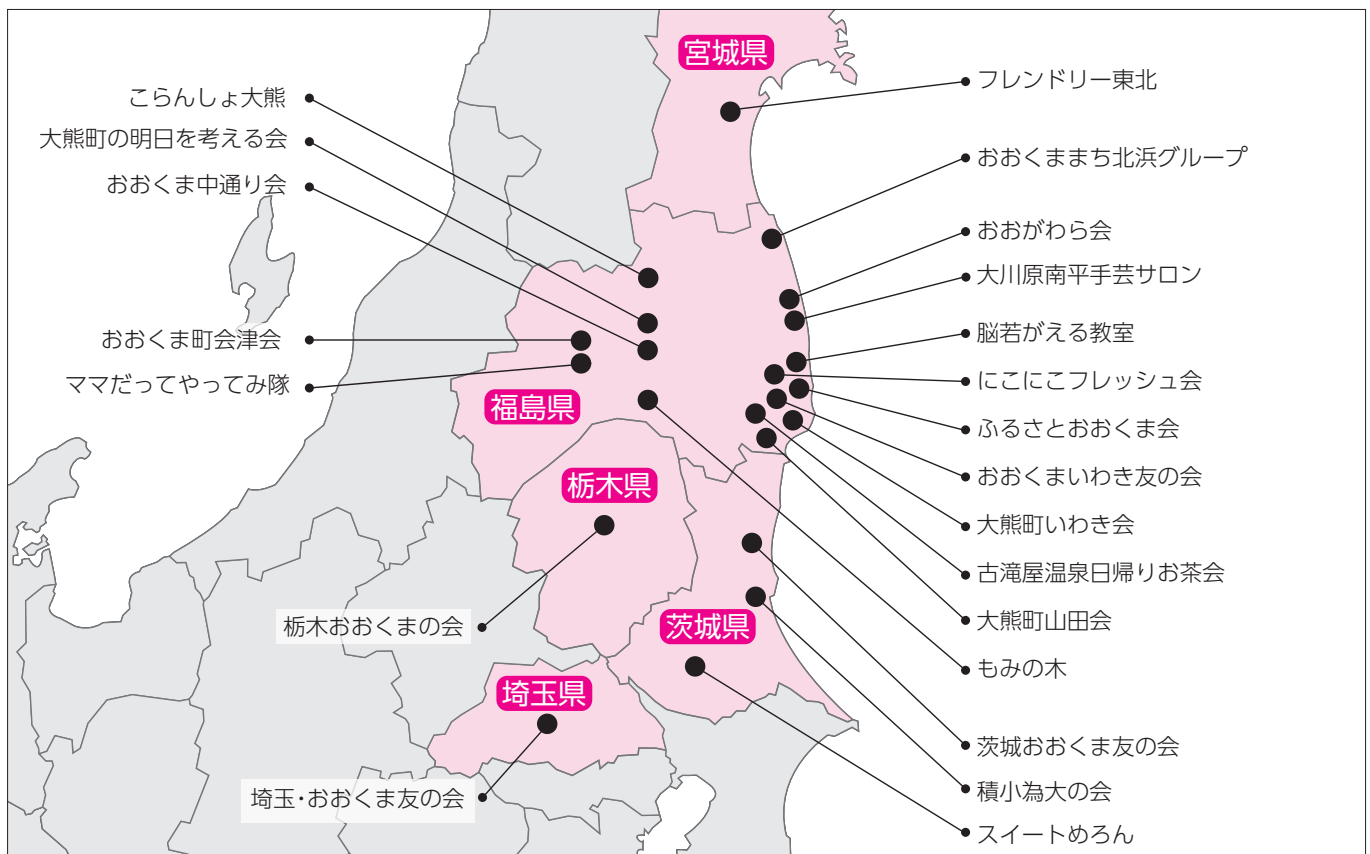 宮城県
フレンドリー東北
こらんしょ大熊
大熊町の明日を考える会
おおくま中通り会
おおくま町会津会
ママだってやってみ隊
おおくままち北浜グループ
おおがわら会
大川原南平手芸サロン
脳若がえる教室
にこにこフレッシュ会
ふるさとおおくま会
おおくまいわき友の会
大熊町いわき会
古滝屋温泉日帰りお茶会
大熊町山田会
もみの木
福島県
栃木県
栃木おおくまの会
茨城県
茨城おおくま友の会
積小為大の会
スイートめろん
埼玉県
埼玉・おおくま友の会